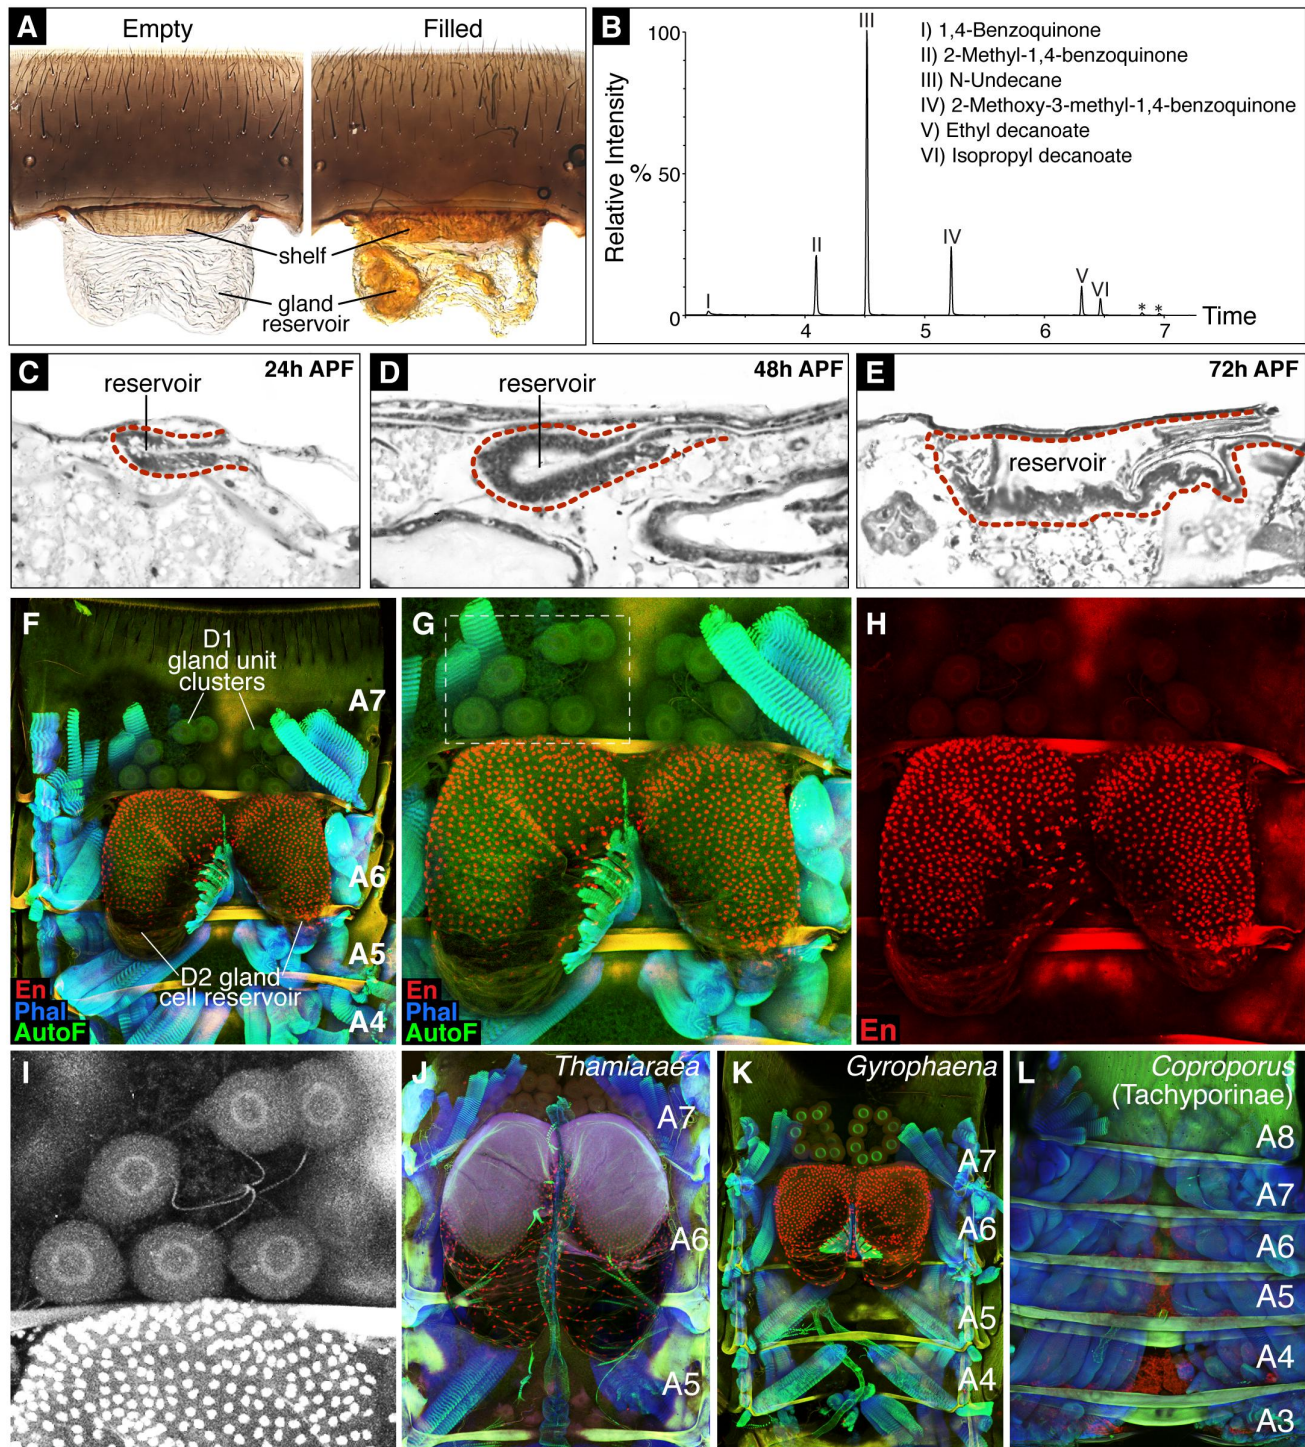 A
Empty
Filled
shelf
gland
reservoir
B
100
% 50
0
Relative Intensity
I
II
III
IV
V
VI
* *
4 5 6 7
Time
I) 1,4-Benzoquinone
II) 2-Methyl-1,4-benzoquinone
III) N-Undecane
IV) 2-Methoxy-3-methyl-1,4-benzoquinone
V) Ethyl decanoate
VI) Isopropyl decanoate
C
24h APF
reservoir
D
48h APF
reservoir
E
72h APF
reservoir
F
D1
gland unit
clusters
A7
A6
A5
A4
D2 gland
cell reservoir
En
Phal
AutoF
G
En
Phal
AutoF
H
En
I
J
Thamiaraea
A7
A6
A5
K
Gyrophaena
A7
A6
A5
A4
L
Coproporus
(Tachyporinae)
A8
A7
A6
A5
A4
A3